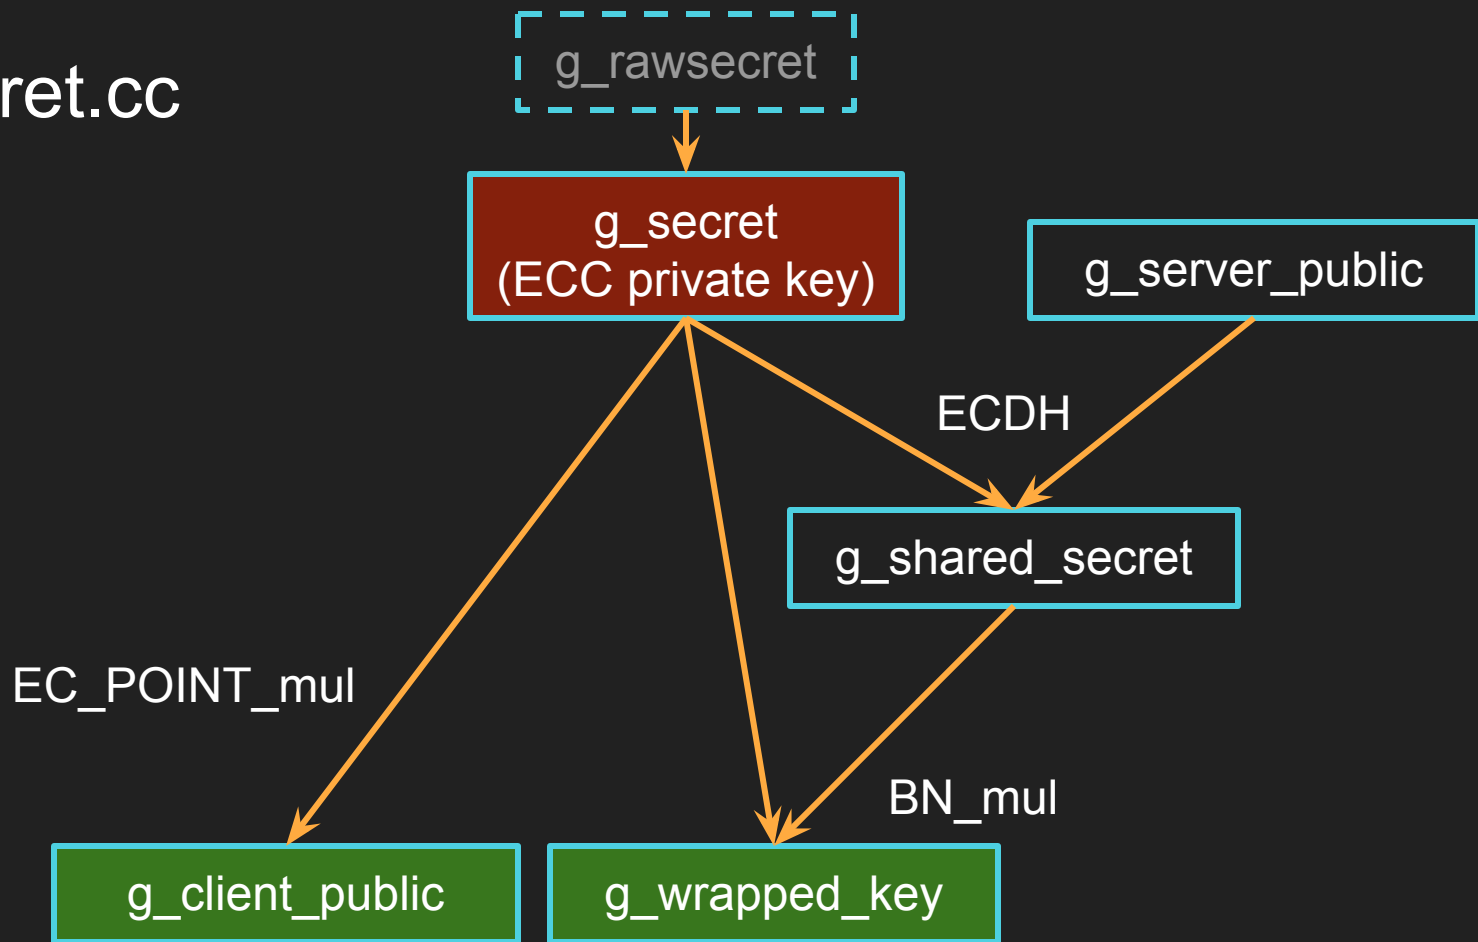 g_rawsecret
ret.cc
g_secret
(ECC private key)
g_server_public
ECDH
g_shared_secret
EC_POINT_mul
BN_mul
g_client_public
g_wrapped_key